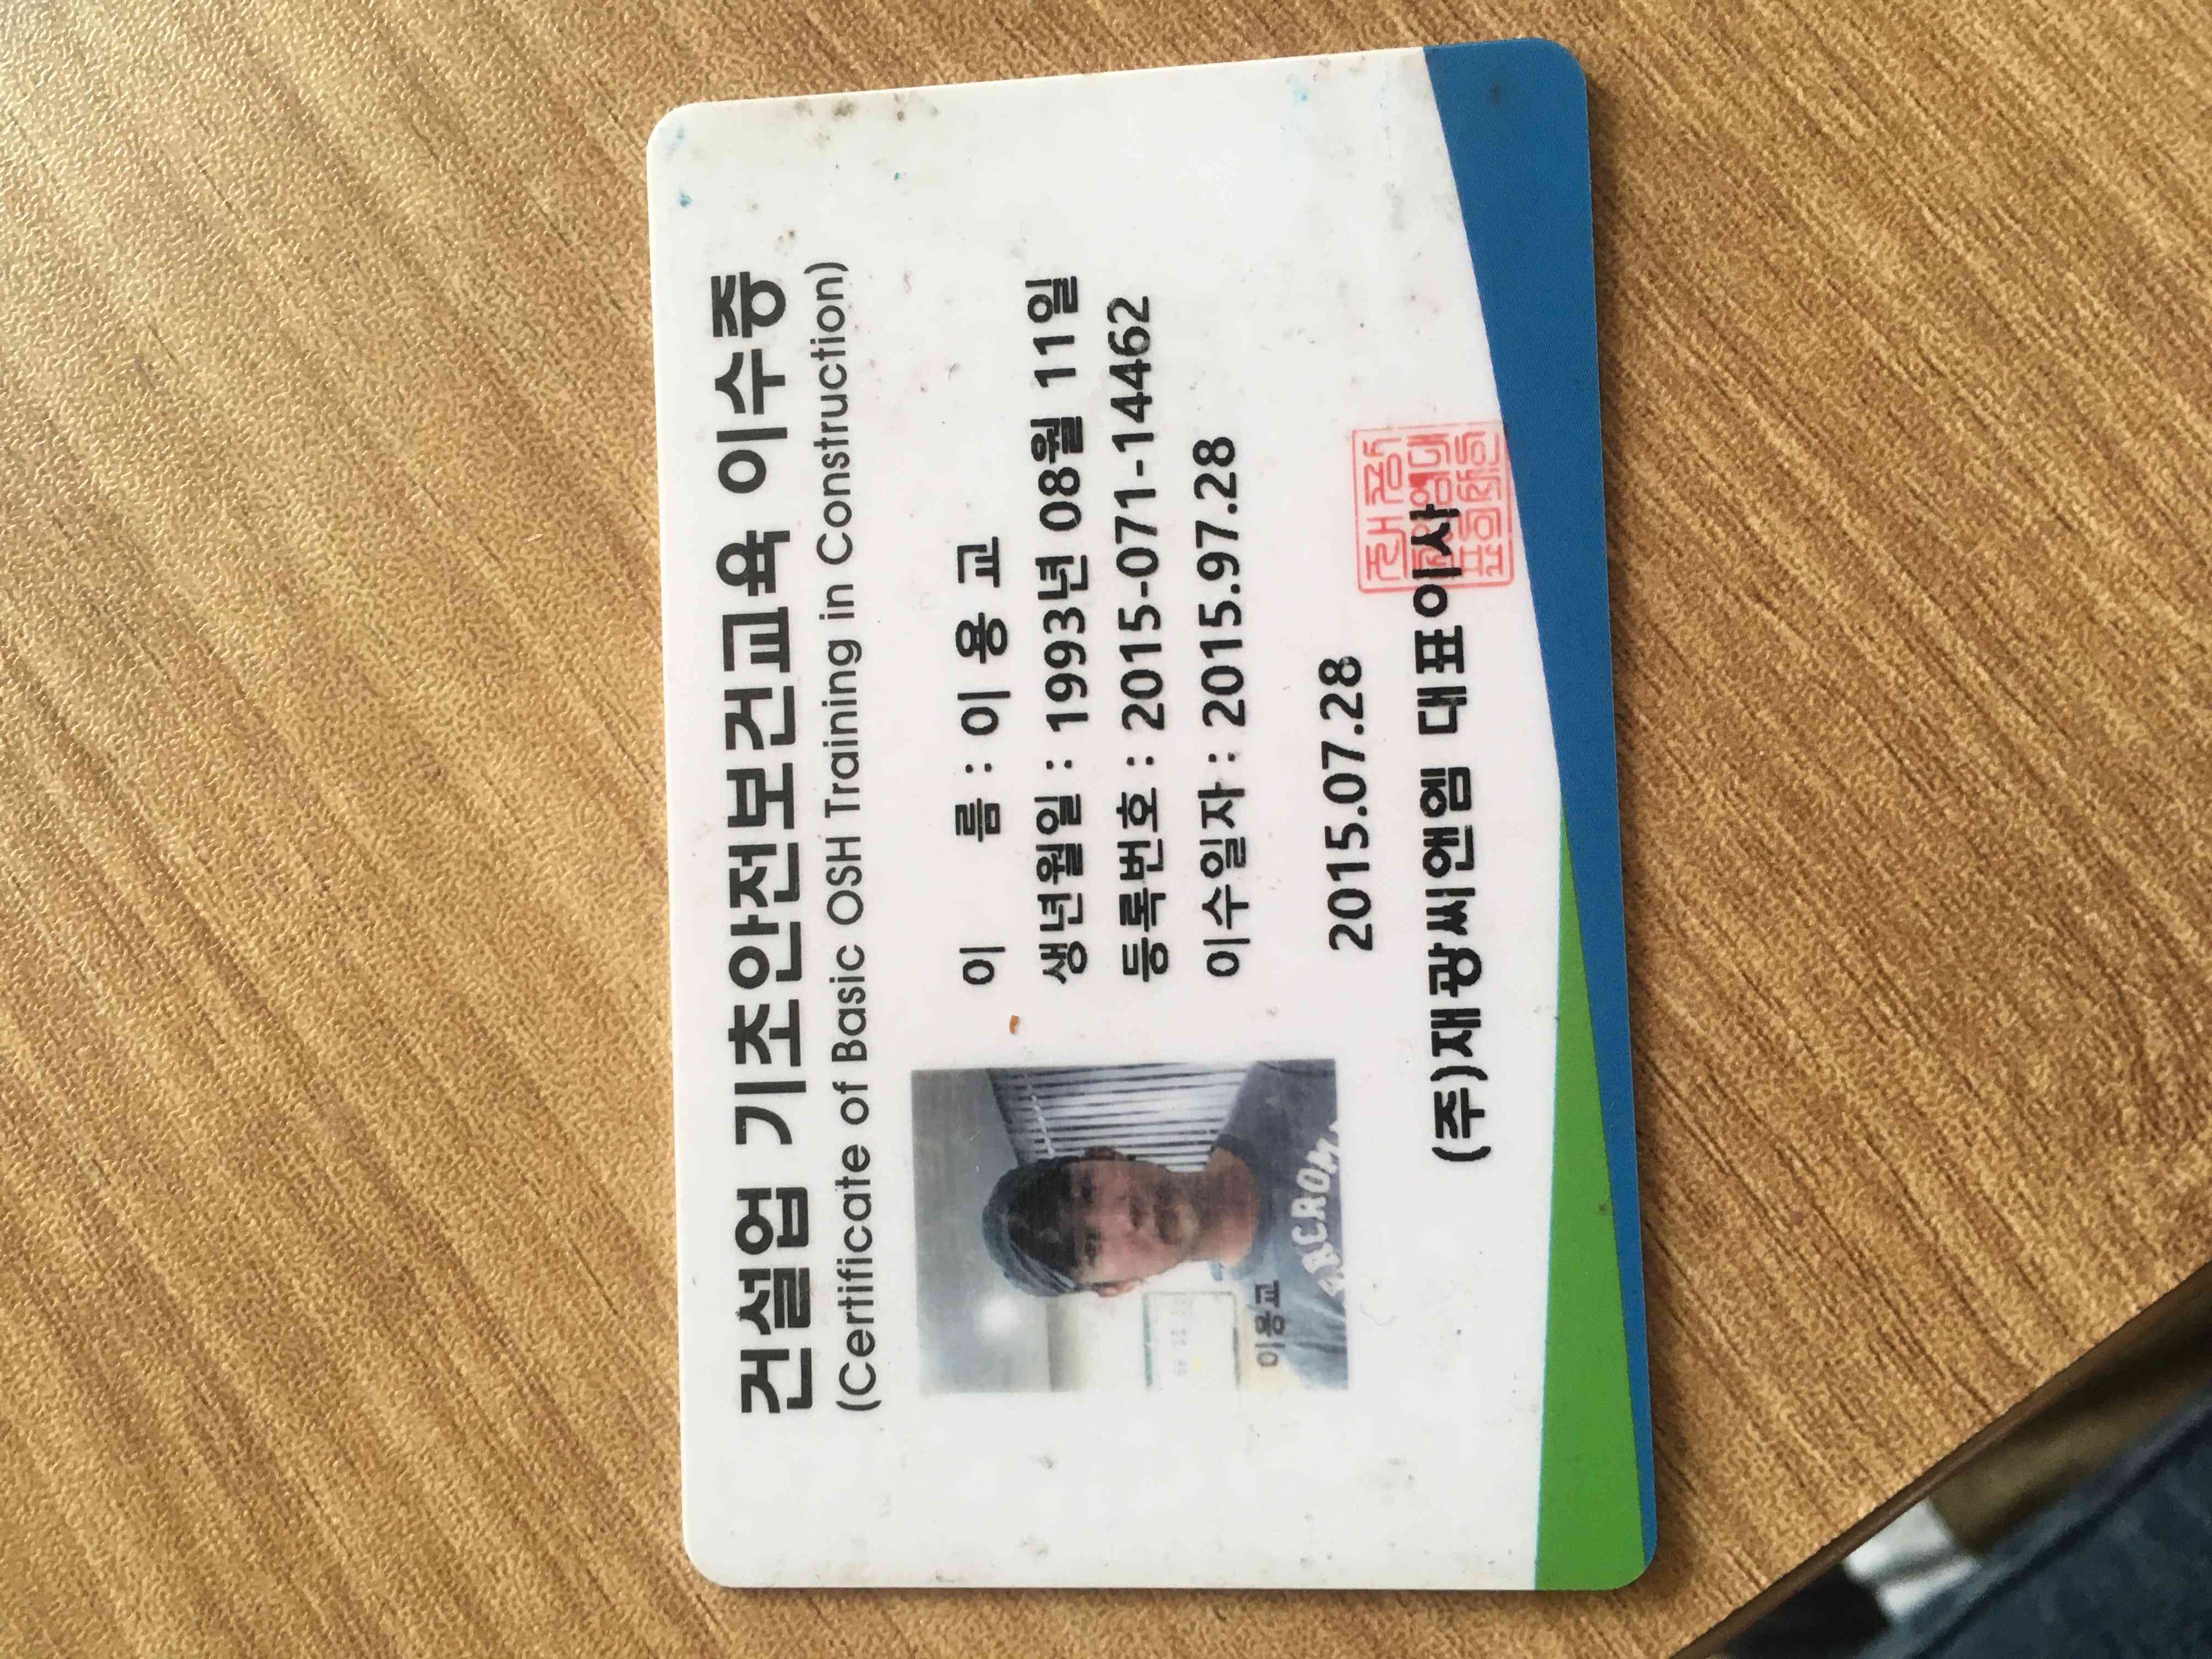 건설업 기초안전보건교육 이수증
(Certificate of Basic OSH Training in Construction)
이 름 : 이 용 교
생년월일 : 1993년 08월 11일
등록번호 : 2015-071-14462
이수일자 : 2015.97.28
이용교
2015.07.28
(주)재광씨앤엠 대표이사